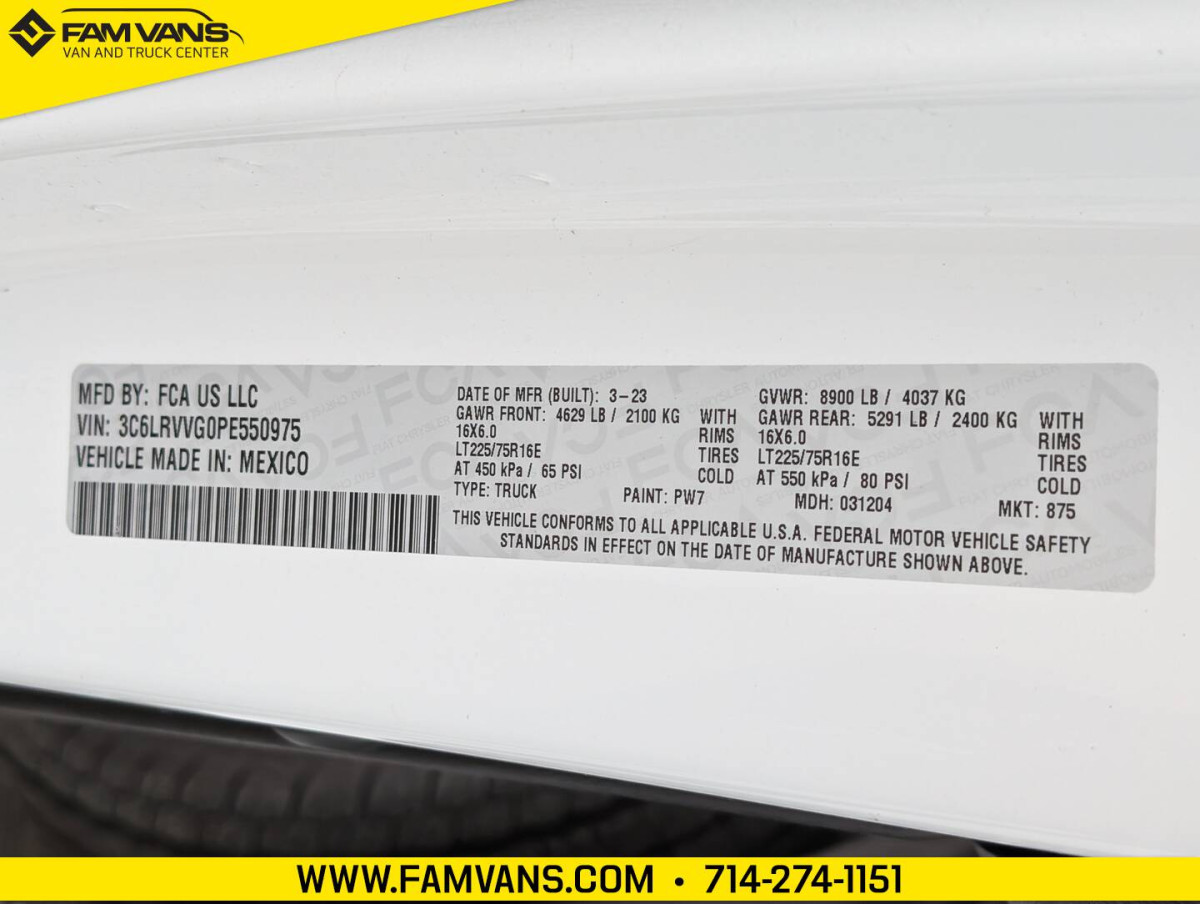 FAM VANS
VAN AND TRUCK CENTER
MFD BY: FCA US LLC
VIN: 3C6LRVVG0PE550975
VEHICLE MADE IN: MEXICO
DATE OF MFR (BUILT): 3-23
GAWR FRONT: 4629 LB / 2100 KG WITH
16X6.0 RIMS
LT225/75R16E TIRES
AT 450 kPa / 65 PSI COLD
TYPE: TRUCK PAINT: PW7
GVWR: 8900 LB / 4037 KG
GAWR REAR: 5291 LB / 2400 KG WITH
16X6.0 RIMS
LT225/75R16E TIRES
AT 550 kPa / 80 PSI COLD
MDH: 031204 MKT: 875
THIS VEHICLE CONFORMS TO ALL APPLICABLE U.S.A. FEDERAL MOTOR VEHICLE SAFETY
STANDARDS IN EFFECT ON THE DATE OF MANUFACTURE SHOWN ABOVE.
WWW.FAMVANS.COM • 714-274-1151